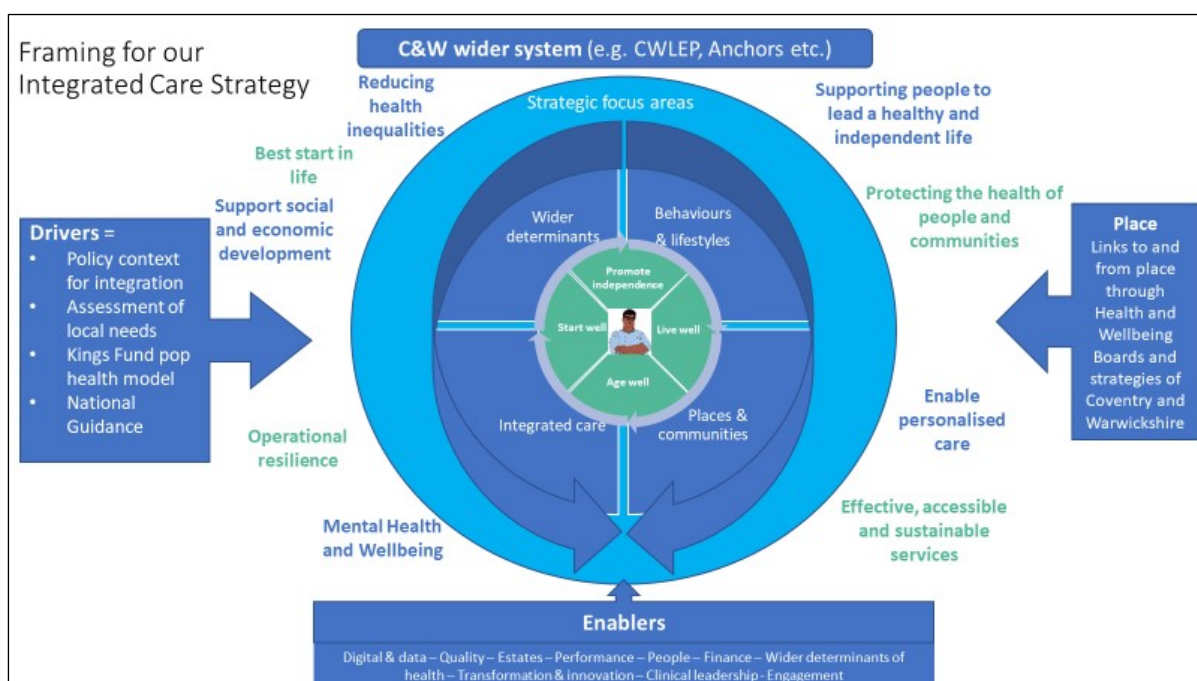 Framing for our
Integrated Care Strategy
C&W wider system (e.g. CWLEP, Anchors etc.)
Strategic focus areas
Reducing
health
inequalities
Best start in
life
Support social
and economic
development
Supporting people to
lead a healthy and
independent life
Protecting the health of
people and
communities
Drivers =
• Policy context
for integration
• Assessment of
local needs
• Kings Fund pop
health model
• National
Guidance
Wider
determinants
Behaviours
& lifestyles
Promote
independence
Start well
Live well
Age well
Integrated care
Places &
communities
Place
Links to and
from place
through
Health and
Wellbeing
Boards and
strategies of
Coventry and
Warwickshire
Operational
resilience
Mental Health
and Wellbeing
Enable
personalised
care
Effective, accessible
and sustainable
services
Enablers
Digital & data – Quality – Estates – Performance – People – Finance – Wider determinants of
health – Transformation & innovation – Clinical leadership - Engagement